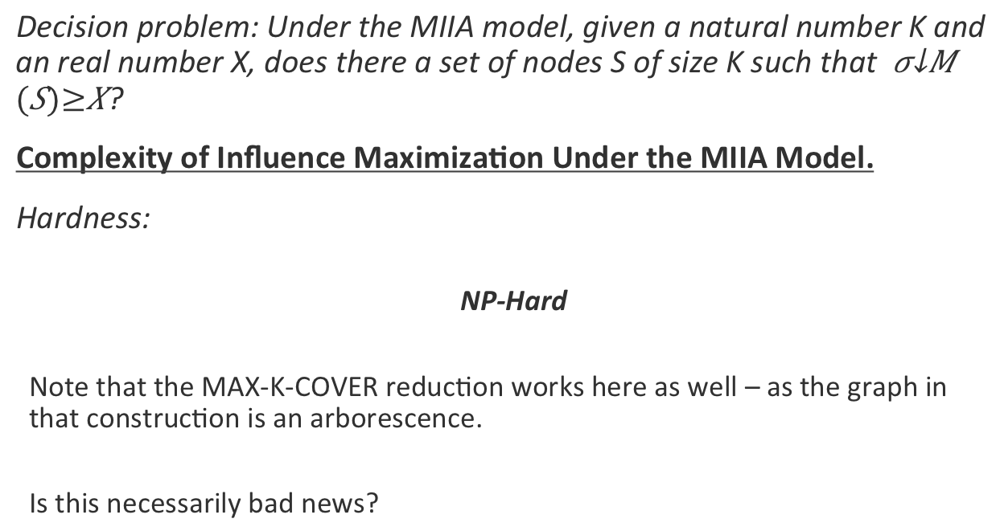 Decision problem: Under the MIIA model, given a natural number K and
an real number X, does there a set of nodes S of size K such that σ↓M
(S)≥X?
Complexity of Influence Maximization Under the MIIA Model.
Hardness:
NP-Hard
Note that the MAX-K-COVER reduction works here as well – as the graph in
that construction is an arborescence.
Is this necessarily bad news?